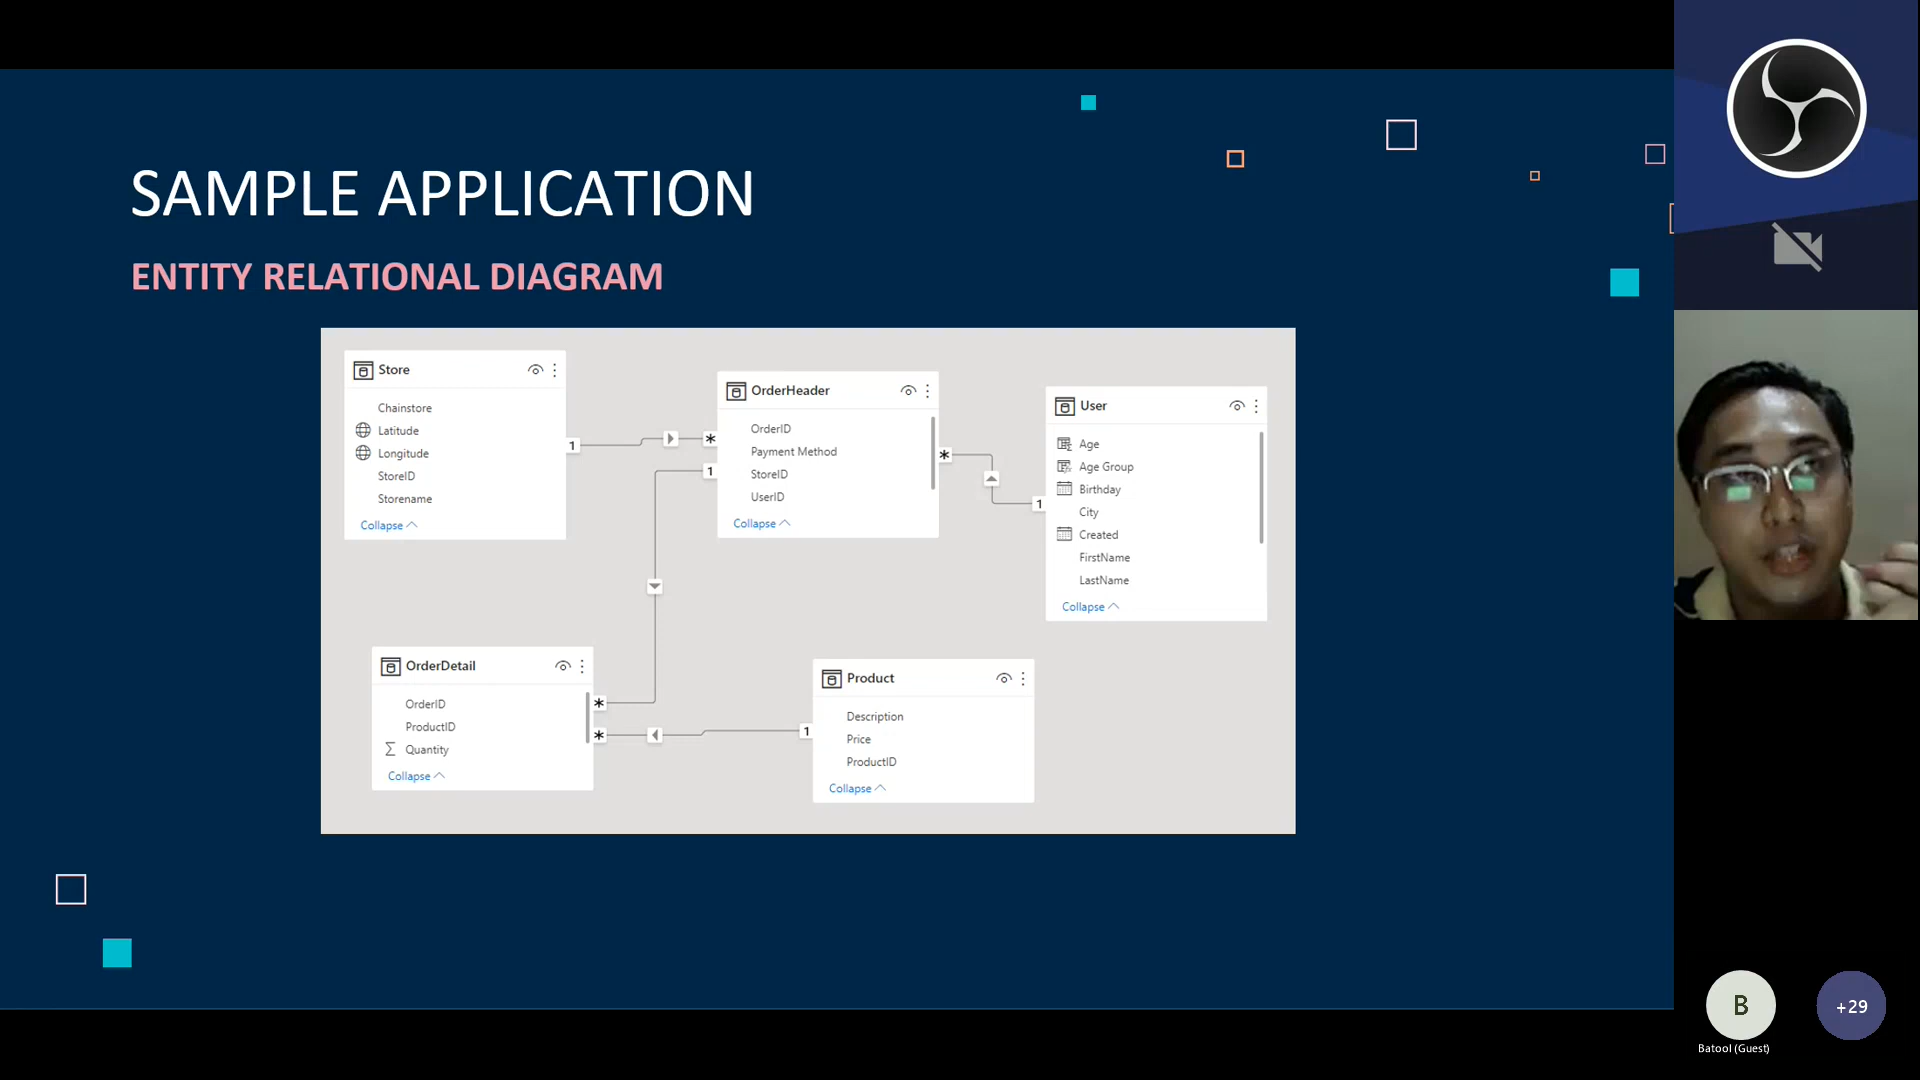 SAMPLE APPLICATION
ENTITY RELATIONAL DIAGRAM
Store
Chainstore
Latitude
Longitude
StoreID
Storename
Collapse
1
*
1
OrderHeader
OrderID
Payment Method
StoreID
UserID
Collapse
*
1
User
Age
Age Group
Birthday
City
Created
FirstName
LastName
Collapse
OrderDetail
OrderID
ProductID
Σ Quantity
Collapse
*
*
1
Product
Description
Price
ProductID
Collapse
B
Batool (Guest)
+29